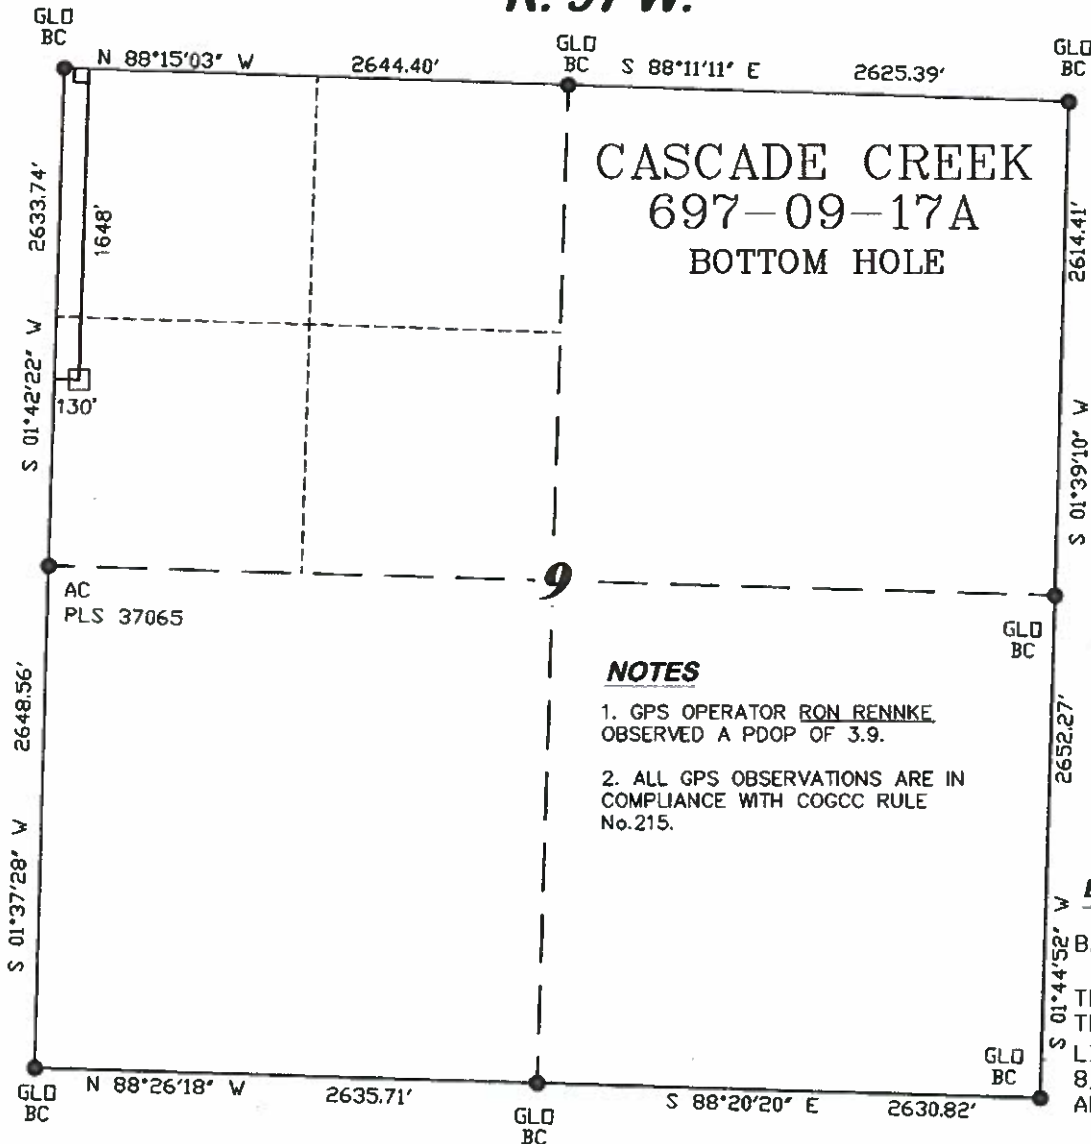 R. 97 W.
GLO
BC
N 88°15'03" W
2644.40'
GLO
BC
S 88°11'11" E
2625.39'
GLO
BC
2633.74'
S 01°42'22" W
1648'
130'
CASCADE CREEK
697-09-17A
BOTTOM HOLE
2614.41'
S 01°39'10" W
AC
PLS 37065
9
GLO
BC
2648.56'
S 01°37'28" W
NOTES
1. GPS OPERATOR RON RENNKE
OBSERVED A PDOP OF 3.9.
2. ALL GPS OBSERVATIONS ARE IN
COMPLIANCE WITH COGCC RULE
No.215.
2652.27'
S 01°44'52" W
GLO
BC
N 88°26'18" W
2635.71'
GLO
BC
S 88°20'20" E
2630.82'
GLO
BC